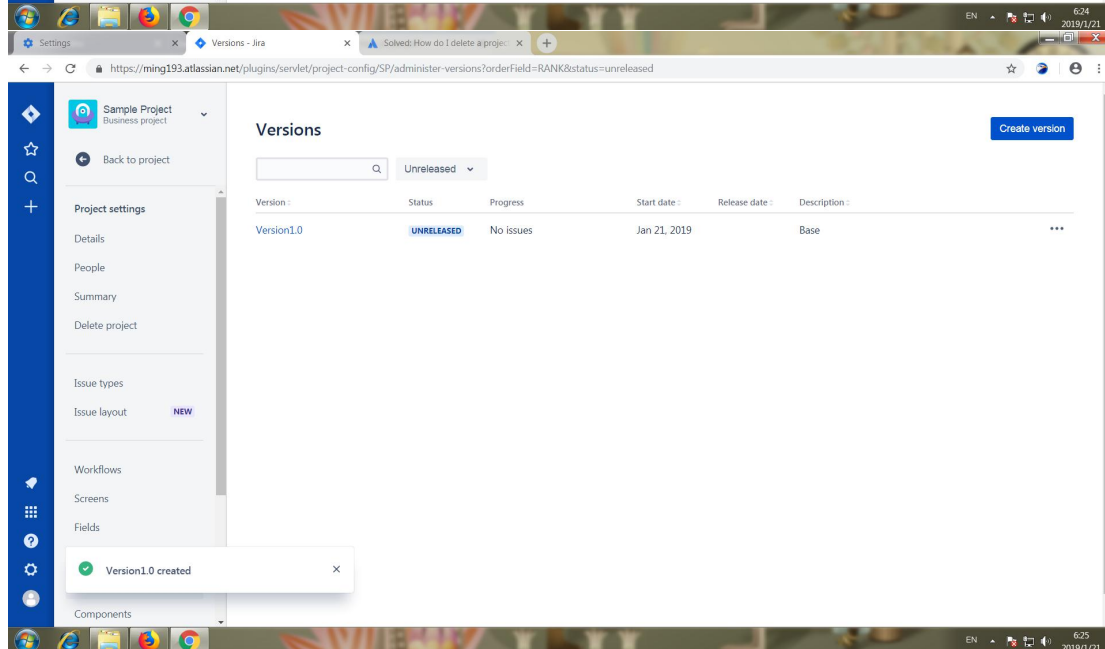 EN
6:24
2019/1/21
Settings
Versions - Jira
Solved: How do I delete a projec
https://ming193.atlassian.net/plugins/servlet/project-config/SP/administer-versions?orderField=RANK&status=unreleased
Sample Project
Business project
Back to project
Project settings
Details
People
Summary
Delete project
Issue types
Issue layout NEW
Workflows
Screens
Fields
Version1.0 created
Components
Versions
Create version
Unreleased
Version Status Progress Start date Release date Description
Version1.0 UNRELEASED No issues Jan 21, 2019 Base
EN
6:25
2019/1/21